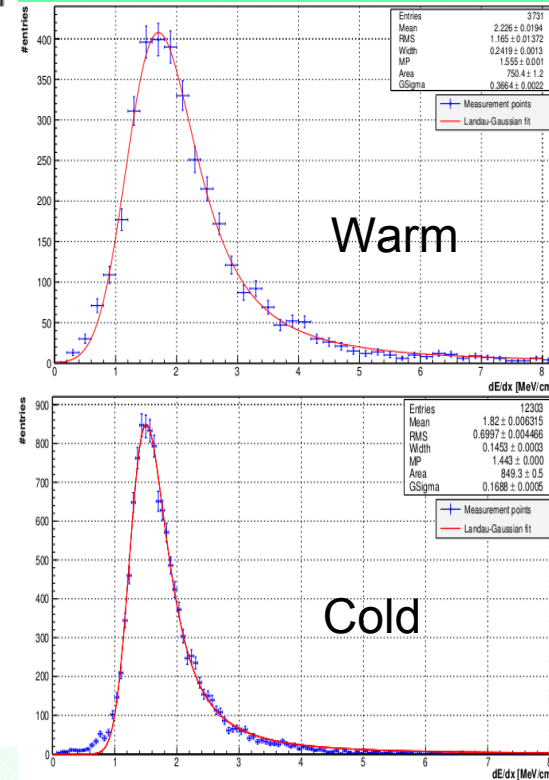 #entries
400
350
300
250
200
150
100
50
0
0 1 2 3 4 5 6 7 8
dE/dx [MeV/cm
Entries 3731
Mean 2.226 ± 0.0194
RMS 1.165 ± 0.01372
Width 0.2419 ± 0.0013
MP 1.555 ± 0.001
Area 750.4 ± 1.2
GSigma 0.3664 ± 0.0022
Measurement points
Landau-Gaussian fit
Warm
#entries
900
800
700
600
500
400
300
200
100
0
0 1 2 3 4 5 6 7
dE/dx [MeV/cm
Entries 12303
Mean 1.82 ± 0.006315
RMS 0.6997 ± 0.004466
Width 0.1453 ± 0.0003
MP 1.443 ± 0.000
Area 849.3 ± 0.5
GSigma 0.1688 ± 0.0005
Measurement points
Landau-Gaussian fit
Cold